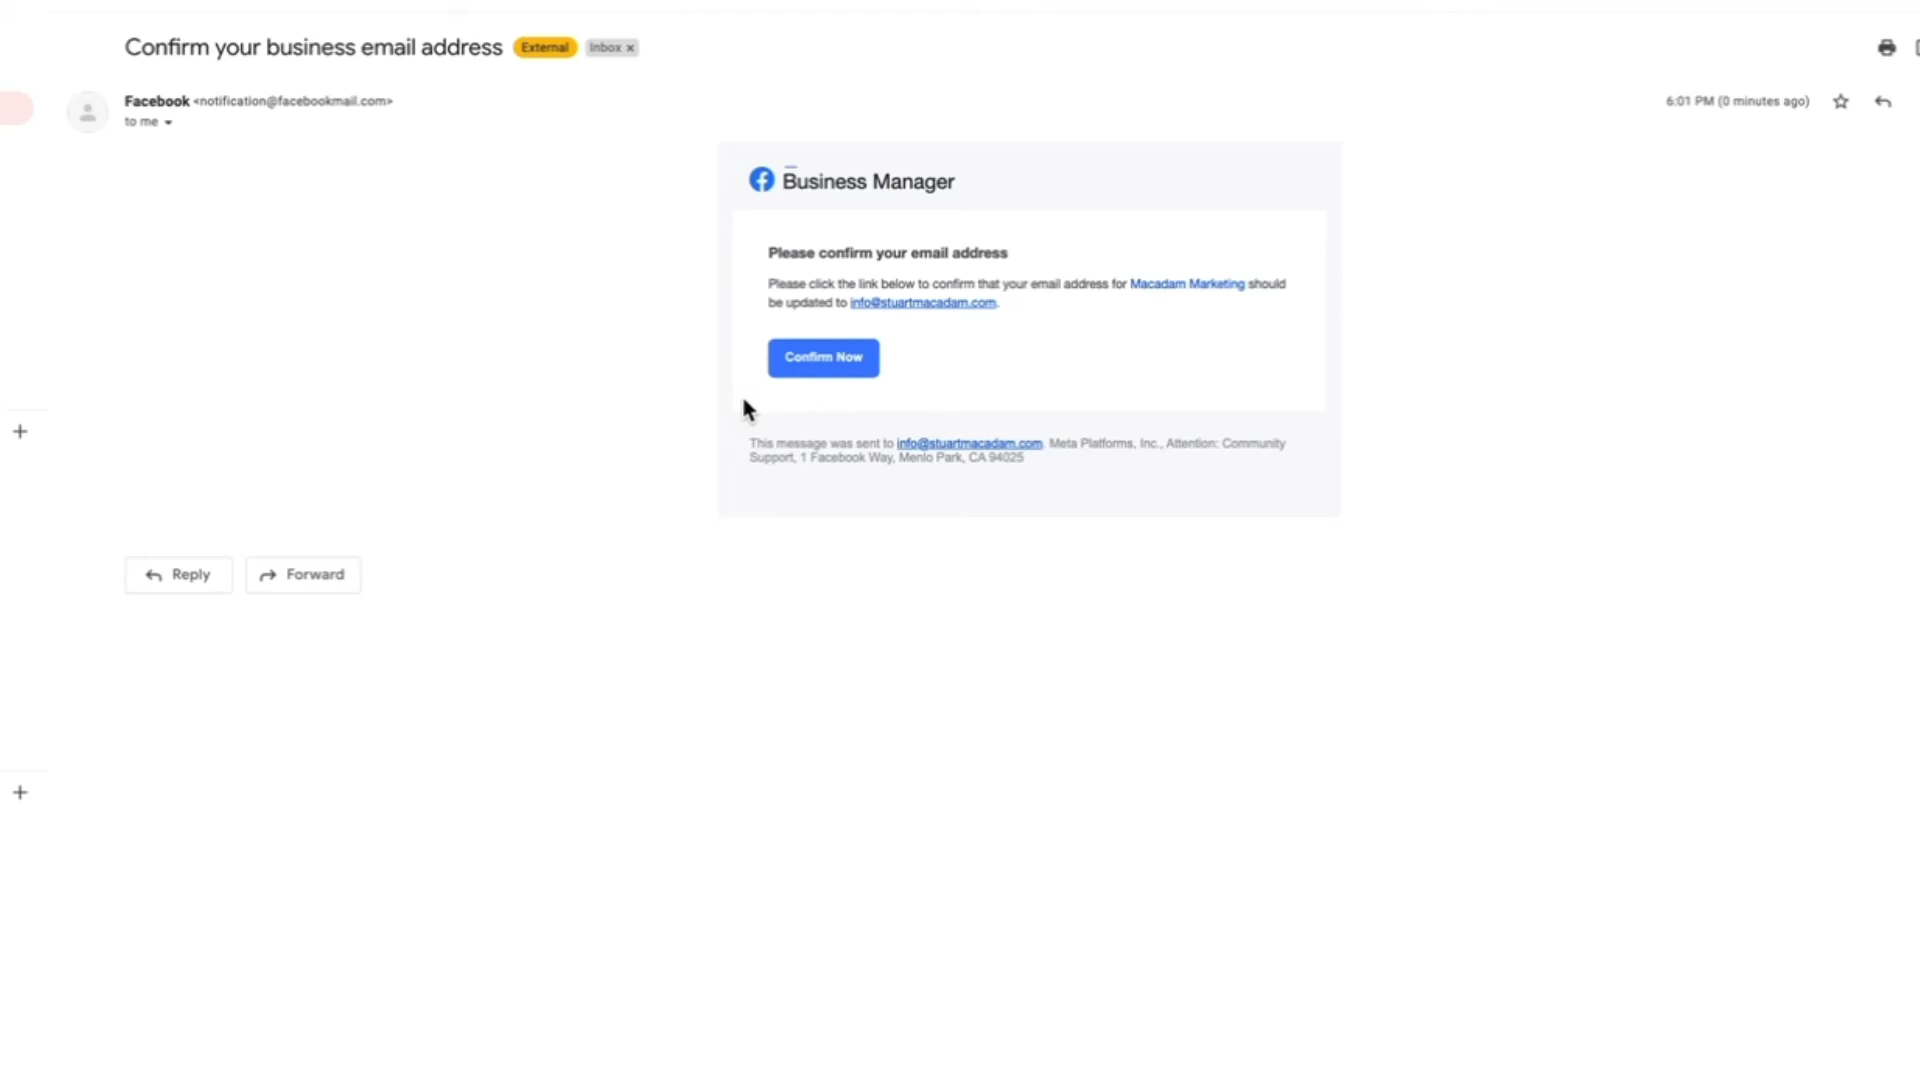 Confirm your business email address External Inbox ×
Facebook <notification@facebookmail.com> 6:01 PM (0 minutes ago)
to me
Business Manager
Please confirm your email address
Please click the link below to confirm that your email address for Macadam Marketing should
be updated to info@stuartmacadam.com.
Confirm Now
This message was sent to info@stuartmacadam.com. Meta Platforms, Inc., Attention: Community
Support, 1 Facebook Way, Menlo Park, CA 94025
Reply Forward